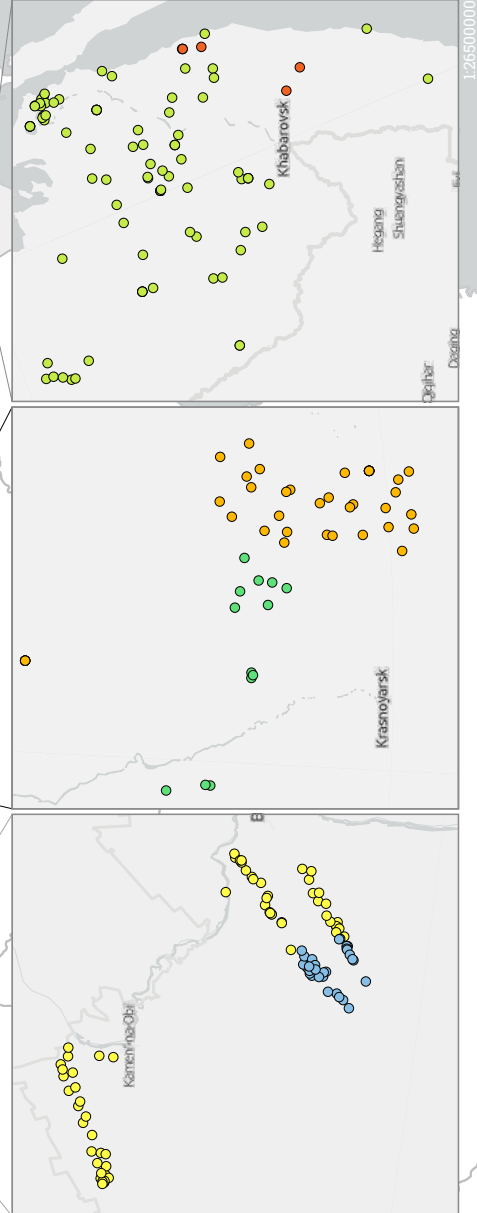 1:26500000
Khabarovsk
Hegang
Shuangyashan
Qiqihar
Daqing
Krasnoyarsk
Kamen'-na-Obi